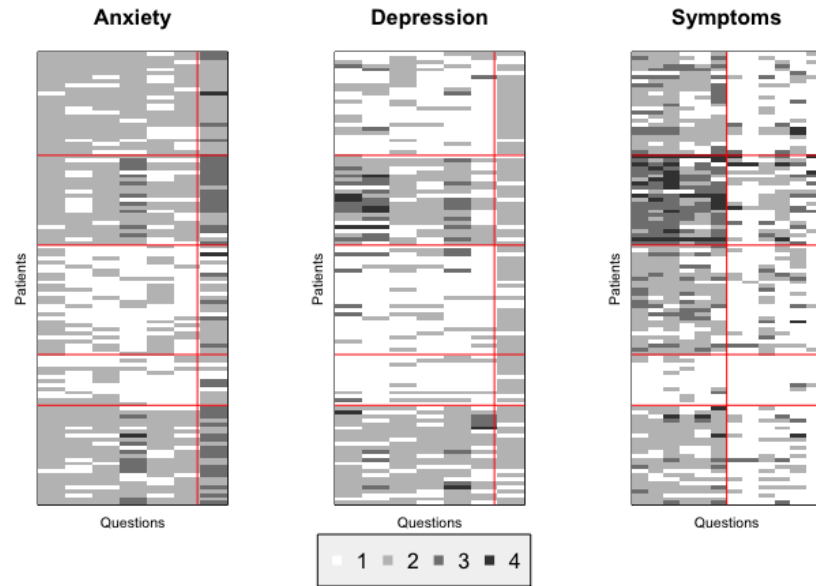 Anxiety
Depression
Symptoms
Patients
Patients
Patients
Questions
Questions
Questions
1 2 3 4